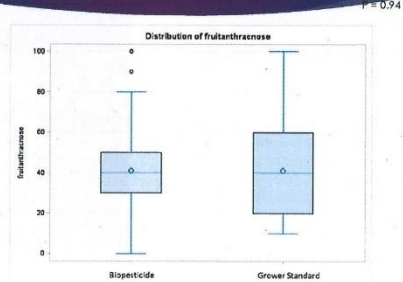 P = 0.94
Distribution of fruitanthracnose
100
80
60
40
20
0
fruitanthracnose
Biopesticide
Grower Standard